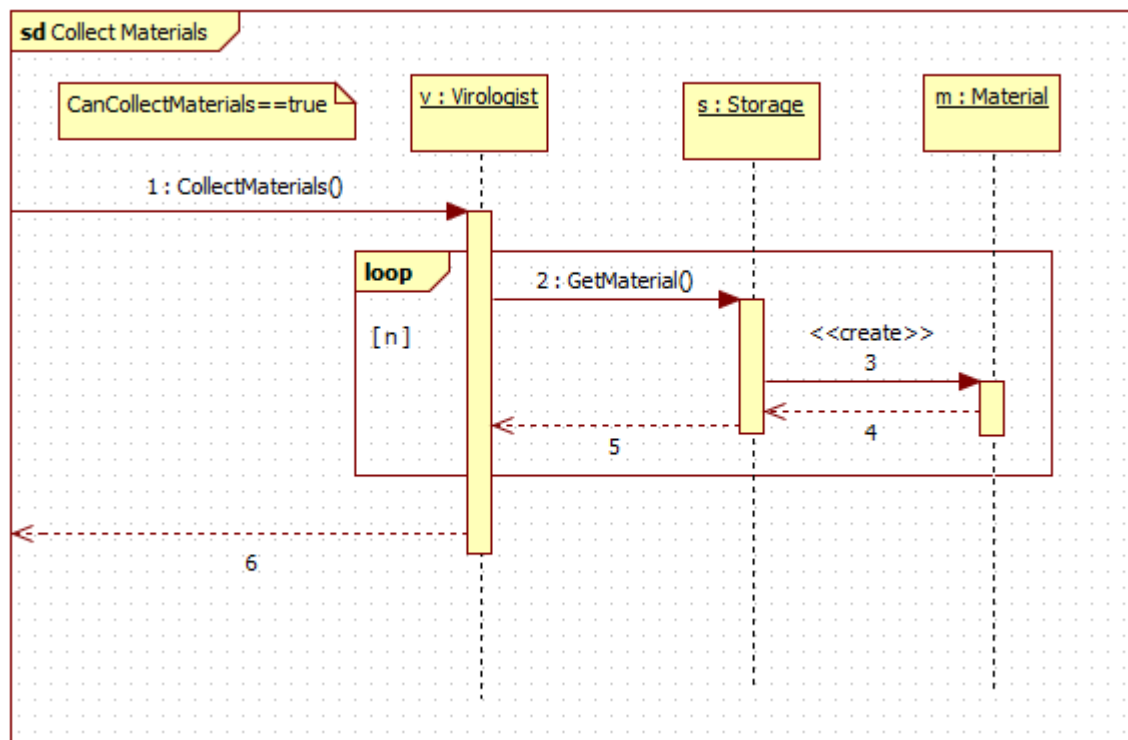 sd Collect Materials
CanCollectMaterials==true
v : Virologist
s : Storage
m : Material
1 : CollectMaterials()
loop
2 : GetMaterial()
[ n ]
<<create>>
3
4
5
6